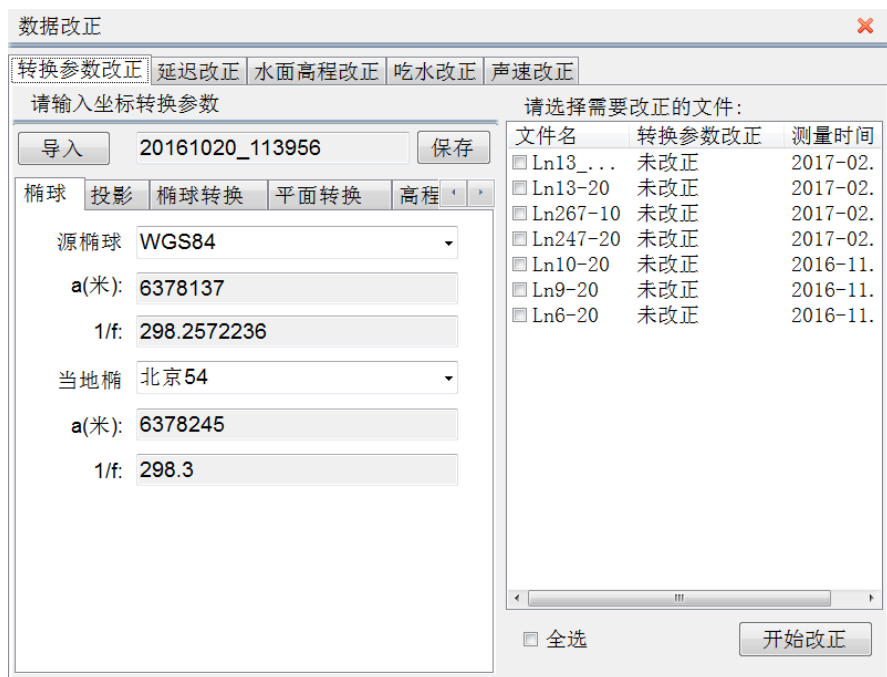 数据改正
转换参数改正 延迟改正 水面高程改正 吃水改正 声速改正
请输入坐标转换参数
导入 20161020_113956 保存
椭球 投影 椭球转换 平面转换 高程
源椭球 WGS84
a(米): 6378137
1/f: 298.2572236
当地椭 北京54
a(米): 6378245
1/f: 298.3
请选择需要改正的文件:
文件名 转换参数改正 测量时间
Ln13_... 未改正 2017-02.
Ln13-20 未改正 2017-02.
Ln267-10 未改正 2017-02.
Ln247-20 未改正 2017-02.
Ln10-20 未改正 2016-11.
Ln9-20 未改正 2016-11.
Ln6-20 未改正 2016-11.
全选 开始改正